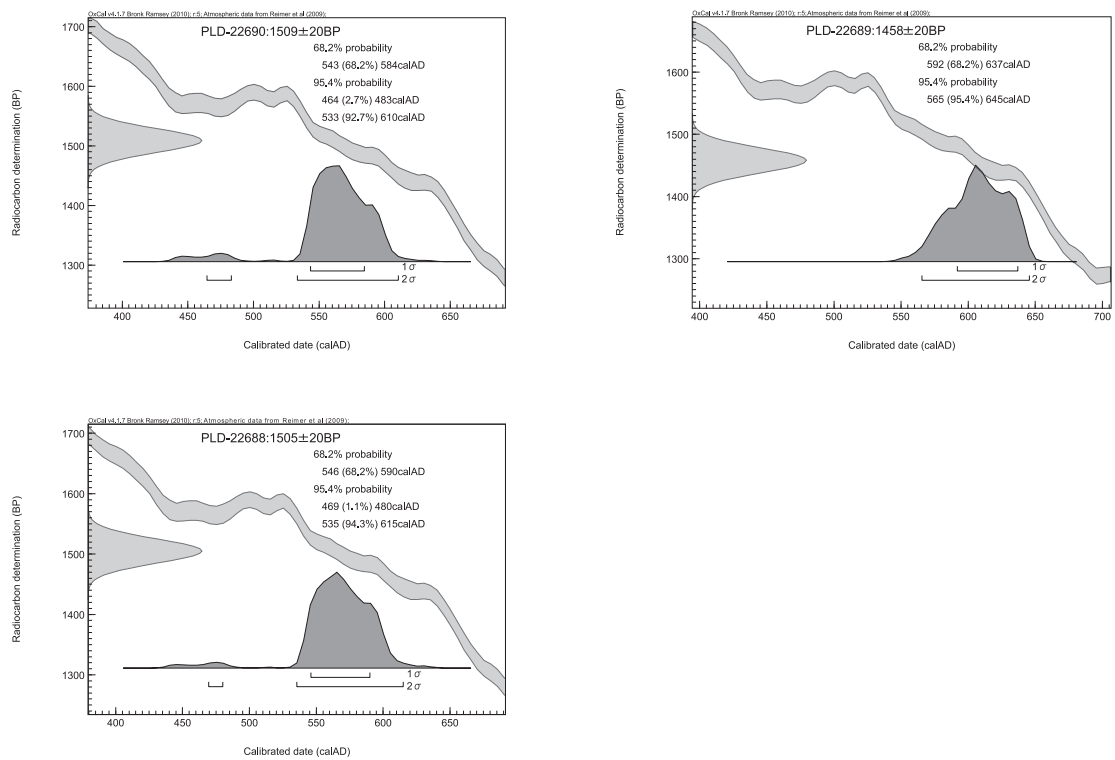 OxCal v4.1.7 Bronk Ramsey (2010); r:5; Atmospheric data from Reimer et al (2009);
PLD-22690:1509±20BP
68.2% probability
543 (68.2%) 584calAD
95.4% probability
464 (2.7%) 483calAD
533 (92.7%) 610calAD
Radiocarbon determination (BP)
1700
1600
1500
1400
1300
1σ
2σ
400 450 500 550 600 650
Calibrated date (calAD)
OxCal v4.1.7 Bronk Ramsey (2010); r:5; Atmospheric data from Reimer et al (2009);
PLD-22689:1458±20BP
68.2% probability
592 (68.2%) 637calAD
95.4% probability
565 (95.4%) 645calAD
Radiocarbon determination (BP)
1600
1500
1400
1300
1σ
2σ
400 450 500 550 600 650 700
Calibrated date (calAD)
OxCal v4.1.7 Bronk Ramsey (2010); r:5; Atmospheric data from Reimer et al (2009);
PLD-22688:1505±20BP
68.2% probability
546 (68.2%) 590calAD
95.4% probability
469 (1.1%) 480calAD
535 (94.3%) 615calAD
Radiocarbon determination (BP)
1700
1600
1500
1400
1300
1σ
2σ
400 450 500 550 600 650
Calibrated date (calAD)